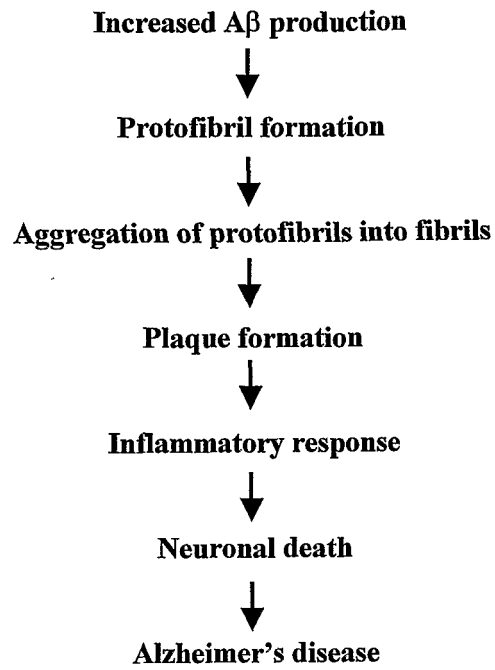 Increased Aβ production
Protofibril formation
Aggregation of protofibrils into fibrils
Plaque formation
Inflammatory response
Neuronal death
Alzheimer's disease